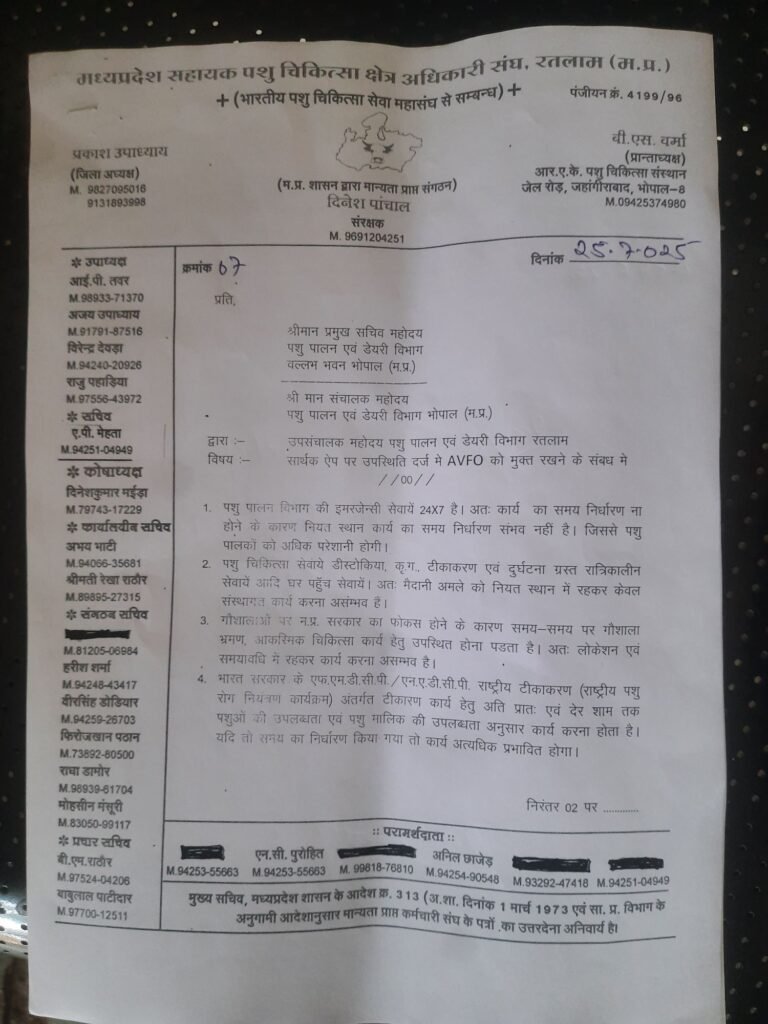 मध्यप्रदेश सहायक पशु चिकित्सा क्षेत्र अधिकारी संघ, रतलाम (म.प्र.)
+ (भारतीय पशु चिकित्सा सेवा महासंघ से सम्बन्ध) +
पंजीयन क्रं. 4199/96
प्रकाश उपाध्याय
(जिला अध्यक्ष)
M. 9827095016
9131893998
(म.प्र. शासन द्वारा मान्यता प्राप्त संगठन)
दिनेश पांचाल
संरक्षक
M. 9691204251
वी.एस. वर्मा
(प्रान्ताध्यक्ष)
आर.ए.के. पशु चिकित्सा संस्थान
जेल रोड़, जहांगीराबाद, भोपाल-8
M.09425374980
✻ उपाध्यक्ष
आई.पी. तवर
M.98933-71370
अजय उपाध्याय
M.91791-87516
विरेन्द्र देवड़ा
M.94240-20926
राजु पहाड़िया
M.97556-43972
✻ सचिव
ए.पी. मेहता
M.94251-04949
✻ कोषाध्यक्ष
दिनेशकुमार मईड़ा
M.79743-17229
✻ कार्यालयीन सचिव
अभय भाटी
M.94066-35681
श्रीमती रेखा राठौर
M.89895-27315
✻ संगठन सचिव
M.81205-06984
हरीश शर्मा
M.94248-43417
वीरसिंह डोडियार
M.94259-26703
फिरोजखान पठान
M.73892-80500
राधा डामोर
M.98939-61704
मोहसीन मंसूरी
M.83050-99117
✻ प्रचार सचिव
बी.एम.राठौर
M.97524-04206
बाबुलाल पाटीदार
M.97700-12511
क्रमांक 67
दिनांक 25.7.025
प्रति,
श्रीमान प्रमुख सचिव महोदय
पशु पालन एवं डेयरी विभाग
वल्लभ भवन भोपाल (म.प्र.)
श्री मान संचालक महोदय
पशु पालन एवं डेयरी विभाग भोपाल (म.प्र.)
द्वारा :- उपसंचालक महोदय पशु पालन एवं डेयरी विभाग रतलाम
विषय :- सार्थक ऐप पर उपस्थिति दर्ज मे AVFO को मुक्त रखने के संबध मे
//00//
1. पशु पालन विभाग की इमरजेन्सी सेवायें 24X7 है। अतः कार्य का समय निर्धारण ना
होने के कारण नियत स्थान कार्य का समय निर्धारण संभव नहीं है। जिससे पशु
पालकों को अधिक परेशानी होगी।
2. पशु चिकित्सा सेवाये डीस्टोकिया, कृ.ग., टीकाकरण एवं दुर्घटना ग्रस्त रात्रिकालीन
सेवायें आदि घर पहुँच सेवायें। अतः मैदानी अमले को नियत स्थान में रहकर केवल
संस्थागत कार्य करना असंम्भव है।
3. गौशालाओं पर म.प्र. सरकार का फोकस होने के कारण समय-समय पर गौशाला
भ्रमण, आकस्मिक चिकित्सा कार्य हेतु उपस्थित होना पडता है। अतः लोकेशन एवं
समयावधि में रहकर कार्य करना असम्भव है।
4. भारत सरकार के एफ.एम.डी.सी.पी./एन.ए.डी.सी.पी. राष्ट्रीय टीकाकरण (राष्ट्रीय पशु
रोग नियंत्रण कार्यक्रम) अंतर्गत टीकारण कार्य हेतु अति प्रातः एवं देर शाम तक
पशुओं की उपलब्धता एवं पशु मालिक की उपलब्धता अनुसार कार्य करना होता है।
यदि तो समय का निर्धारण किया गया तो कार्य अत्यधिक प्रभावित होगा।
निरंतर 02 पर ............
:: परामर्थदाता ::
एन.सी. पुरोहित
अनिल छाजेड़
M.94253-55663 M.94253-55663 M. 99818-76810 M.94254-90548 M.93292-47418 M.94251-04949
मुख्य सचिव, मध्यप्रदेश शासन के आदेश क्र. 313 (अ.शा. दिनांक 1 मार्च 1973 एवं सा. प्र. विभाग के
अनुगामी आदेशानुसार मान्यता प्राप्त कर्मचारी संघ के पत्रों का उत्तरदेना अनिवार्य है।